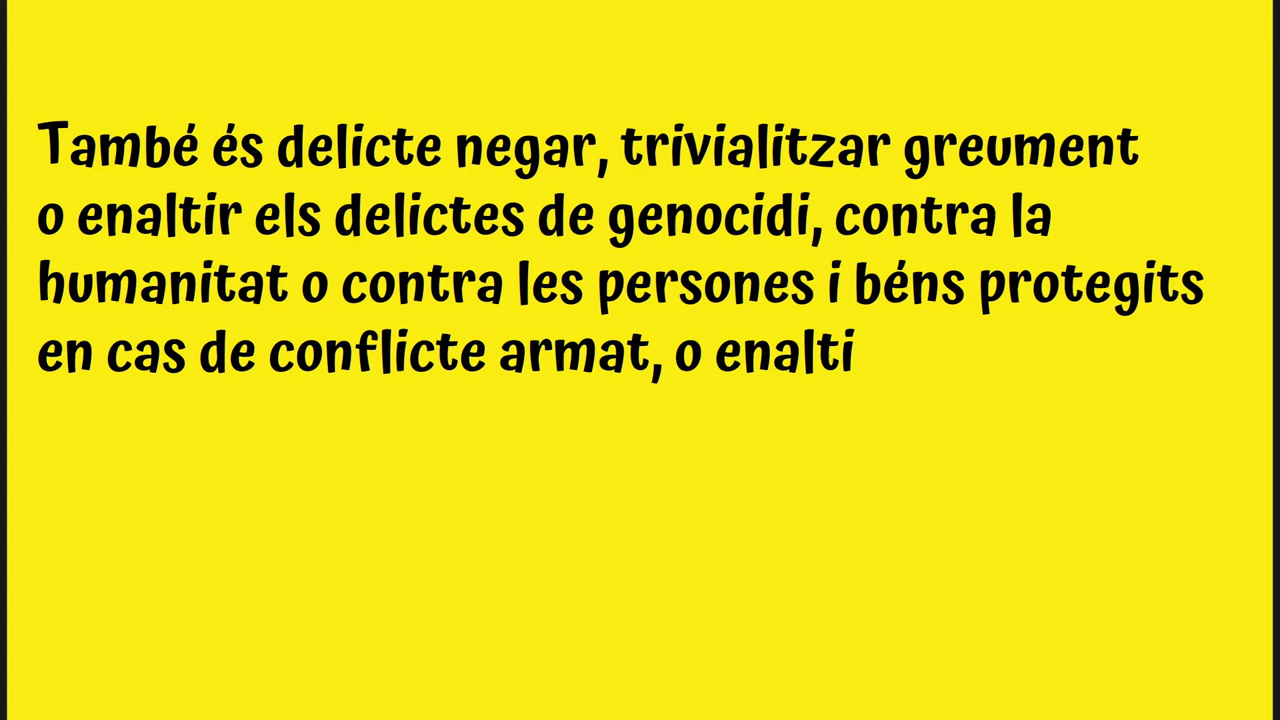 També és delicte negar, trivialitzar greument
o enaltir els delictes de genocidi, contra la
humanitat o contra les persones i béns protegits
en cas de conflicte armat, o enalti